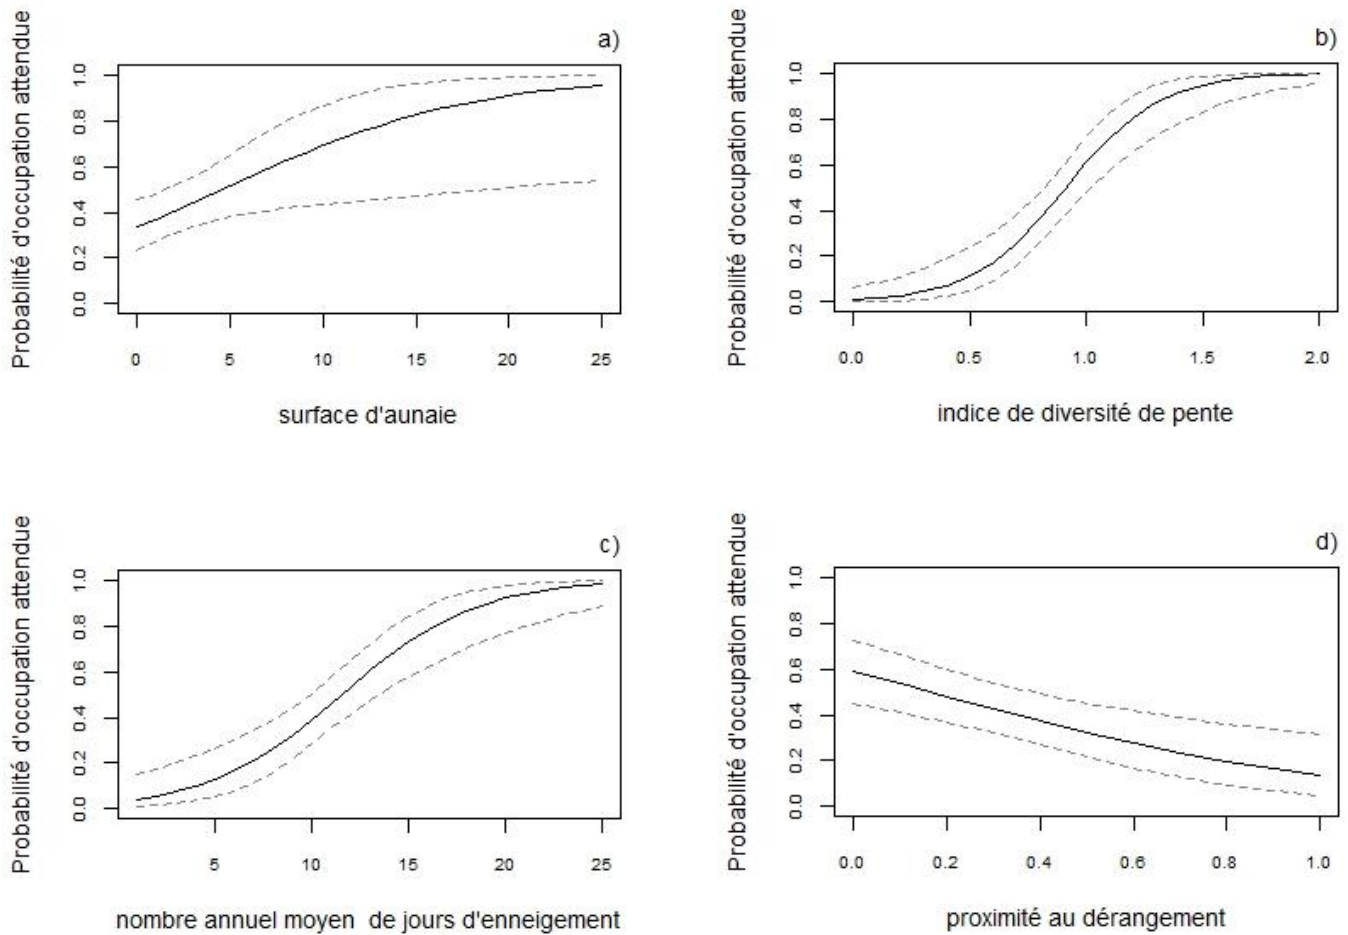 a)
Probabilité d'occupation attendue
1.0
0.8
0.6
0.4
0.2
0.0
0 5 10 15 20 25
surface d'aunaie
b)
Probabilité d'occupation attendue
1.0
0.8
0.6
0.4
0.2
0.0
0.0 0.5 1.0 1.5 2.0
indice de diversité de pente
c)
Probabilité d'occupation attendue
1.0
0.8
0.6
0.4
0.2
0.0
5 10 15 20 25
nombre annuel moyen de jours d'enneigement
d)
Probabilité d'occupation attendue
1.0
0.8
0.6
0.4
0.2
0.0
0.0 0.2 0.4 0.6 0.8 1.0
proximité au dérangement